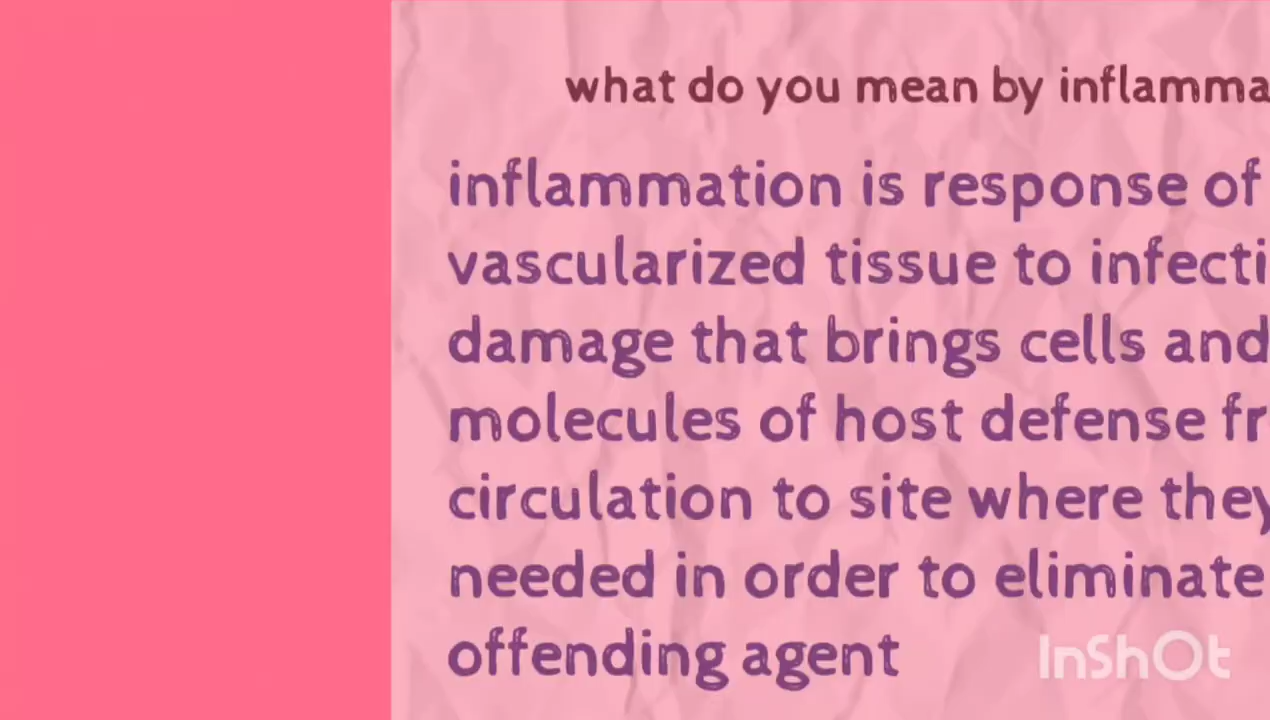 what do you mean by inflamma
inflammation is response of
vascularized tissue to infecti
damage that brings cells and
molecules of host defense fr
circulation to site where they
needed in order to eliminate
offending agent
InShOt